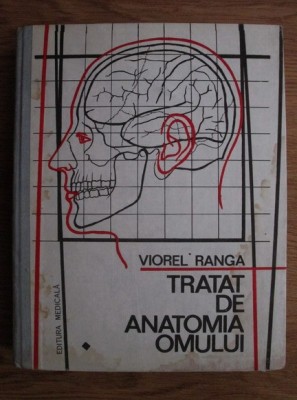 VIOREL RANGA
TRATAT
DE
ANATOMIA
OMULUI
EDITURA MEDICALĂ